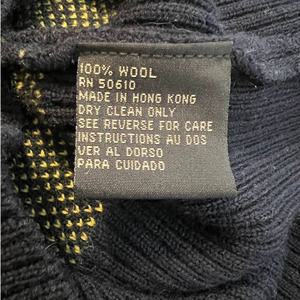 100% WOOL
RN 50610
MADE IN HONG KONG
DRY CLEAN ONLY
SEE REVERSE FOR CARE
INSTRUCTIONS AU DOS
VER AL DORSO
PARA CUIDADO